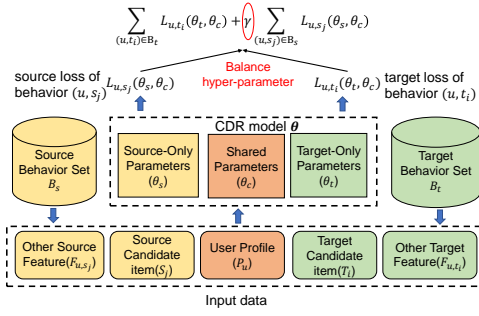 ∑_{(u,t_i)∈B_t} L_{u,t_i}(θ_t, θ_c) + γ ∑_{(u,s_j)∈B_s} L_{u,s_j}(θ_s, θ_c)
Balance
hyper-parameter
source loss of
behavior (u, s_j)
L_{u,s_j}(θ_s, θ_c)
L_{u,t_i}(θ_t, θ_c)
target loss of
behavior (u, t_i)
CDR model θ
Source
Behavior Set
B_s
Source-Only
Parameters
(θ_s)
Shared
Parameters
(θ_c)
Target-Only
Parameters
(θ_t)
Target
Behavior Set
B_t
Other Source
Feature(F_{u,s_j})
Source
Candidate
item(S_j)
User Profile
(P_u)
Target
Candidate
item(T_i)
Other Target
Feature(F_{u,t_i})
Input data